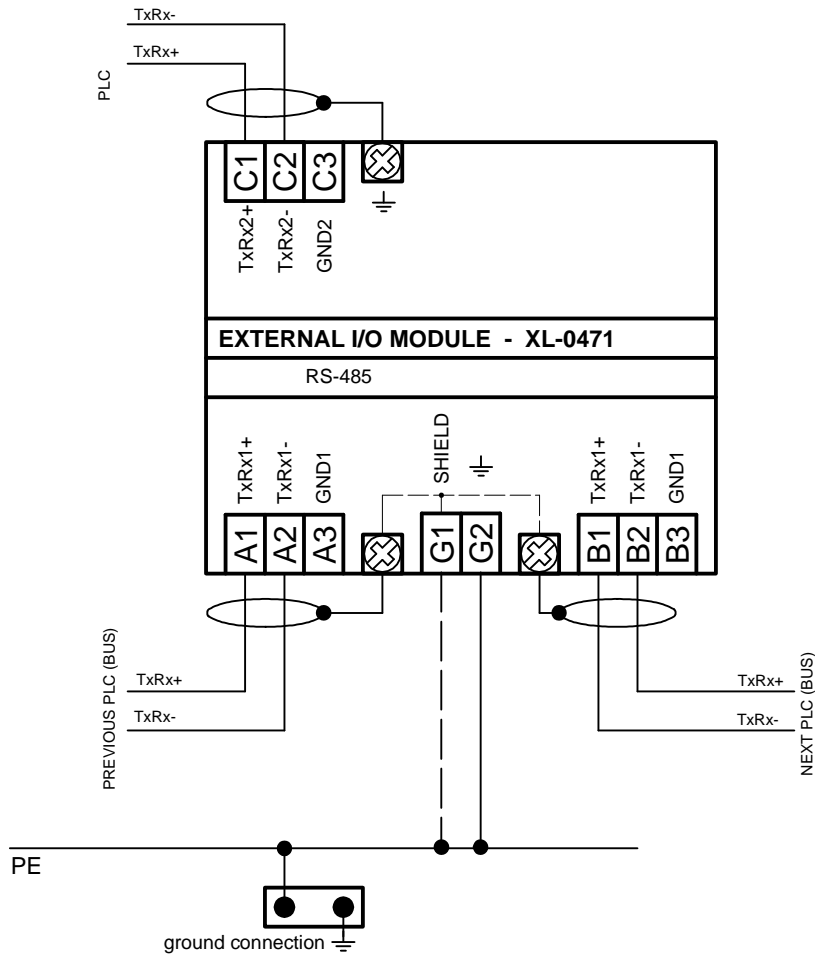 TxRx-
TxRx+
PLC
C1
C2
C3
TxRx2+
TxRx2-
GND2
EXTERNAL I/O MODULE - XL-0471
RS-485
TxRx1+
TxRx1-
GND1
SHIELD
TxRx1+
TxRx1-
GND1
A1
A2
A3
G1
G2
B1
B2
B3
PREVIOUS PLC (BUS)
TxRx+
TxRx-
TxRx+
TxRx-
NEXT PLC (BUS)
PE
ground connection